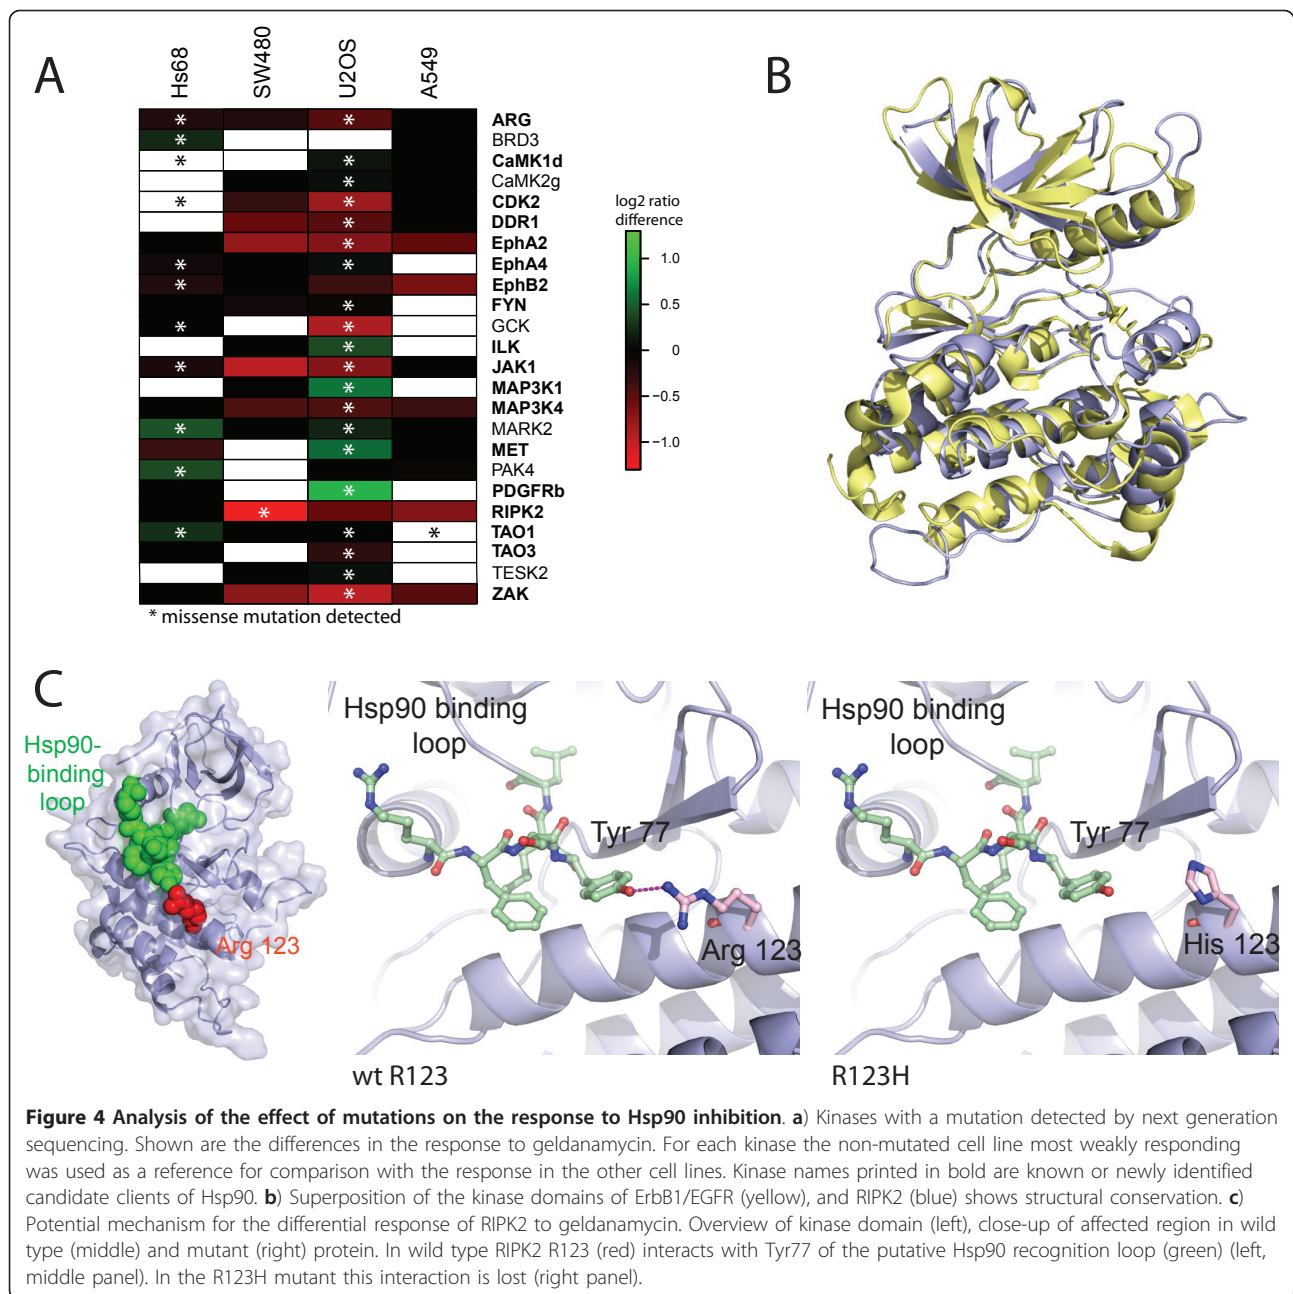 A
B
Hs68
SW480
U2OS
A549
* ARG
* BRD3
* CaMK1d
* CaMK2g
* CDK2
* DDR1
* EphA2
* EphA4
* EphB2
* FYN
* GCK
* ILK
* JAK1
* MAP3K1
* MAP3K4
* MARK2
* MET
* PAK4
* PDGFRb
* RIPK2
* TAO1
* TAO3
* TESK2
* ZAK
* missense mutation detected
log2 ratio
difference
1.0
0.5
0
−0.5
−1.0
C
Hsp90-
binding
loop
Arg 123
Hsp90 binding
loop
Tyr 77
Arg 123
wt R123
Hsp90 binding
loop
Tyr 77
His 123
R123H
Figure 4 Analysis of the effect of mutations on the response to Hsp90 inhibition. a) Kinases with a mutation detected by next generation
sequencing. Shown are the differences in the response to geldanamycin. For each kinase the non-mutated cell line most weakly responding
was used as a reference for comparison with the response in the other cell lines. Kinase names printed in bold are known or newly identified
candidate clients of Hsp90. b) Superposition of the kinase domains of ErbB1/EGFR (yellow), and RIPK2 (blue) shows structural conservation. c)
Potential mechanism for the differential response of RIPK2 to geldanamycin. Overview of kinase domain (left), close-up of affected region in wild
type (middle) and mutant (right) protein. In wild type RIPK2 R123 (red) interacts with Tyr77 of the putative Hsp90 recognition loop (green) (left,
middle panel). In the R123H mutant this interaction is lost (right panel).